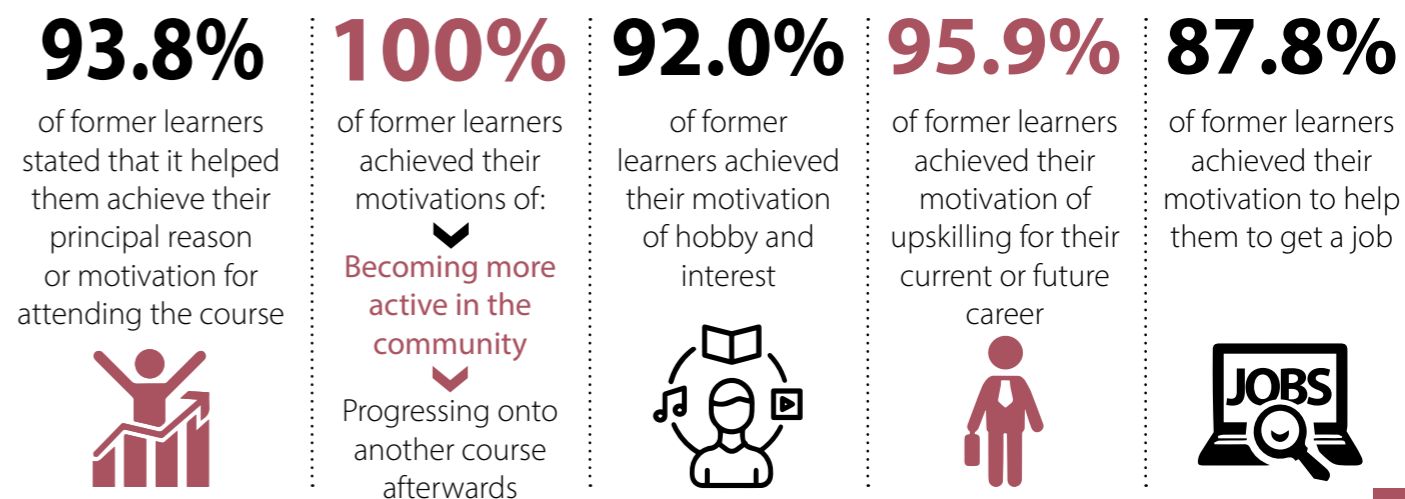 93.8%
of former learners
stated that it helped
them achieve their
principal reason
or motivation for
attending the course
100%
of former learners
achieved their
motivations of:
Becoming more
active in the
community
Progressing onto
another course
afterwards
92.0%
of former
learners achieved
their motivation
of hobby and
interest
95.9%
of former learners
achieved their
motivation of
upskilling for their
current or future
career
87.8%
of former learners
achieved their
motivation to help
them to get a job
JOBS